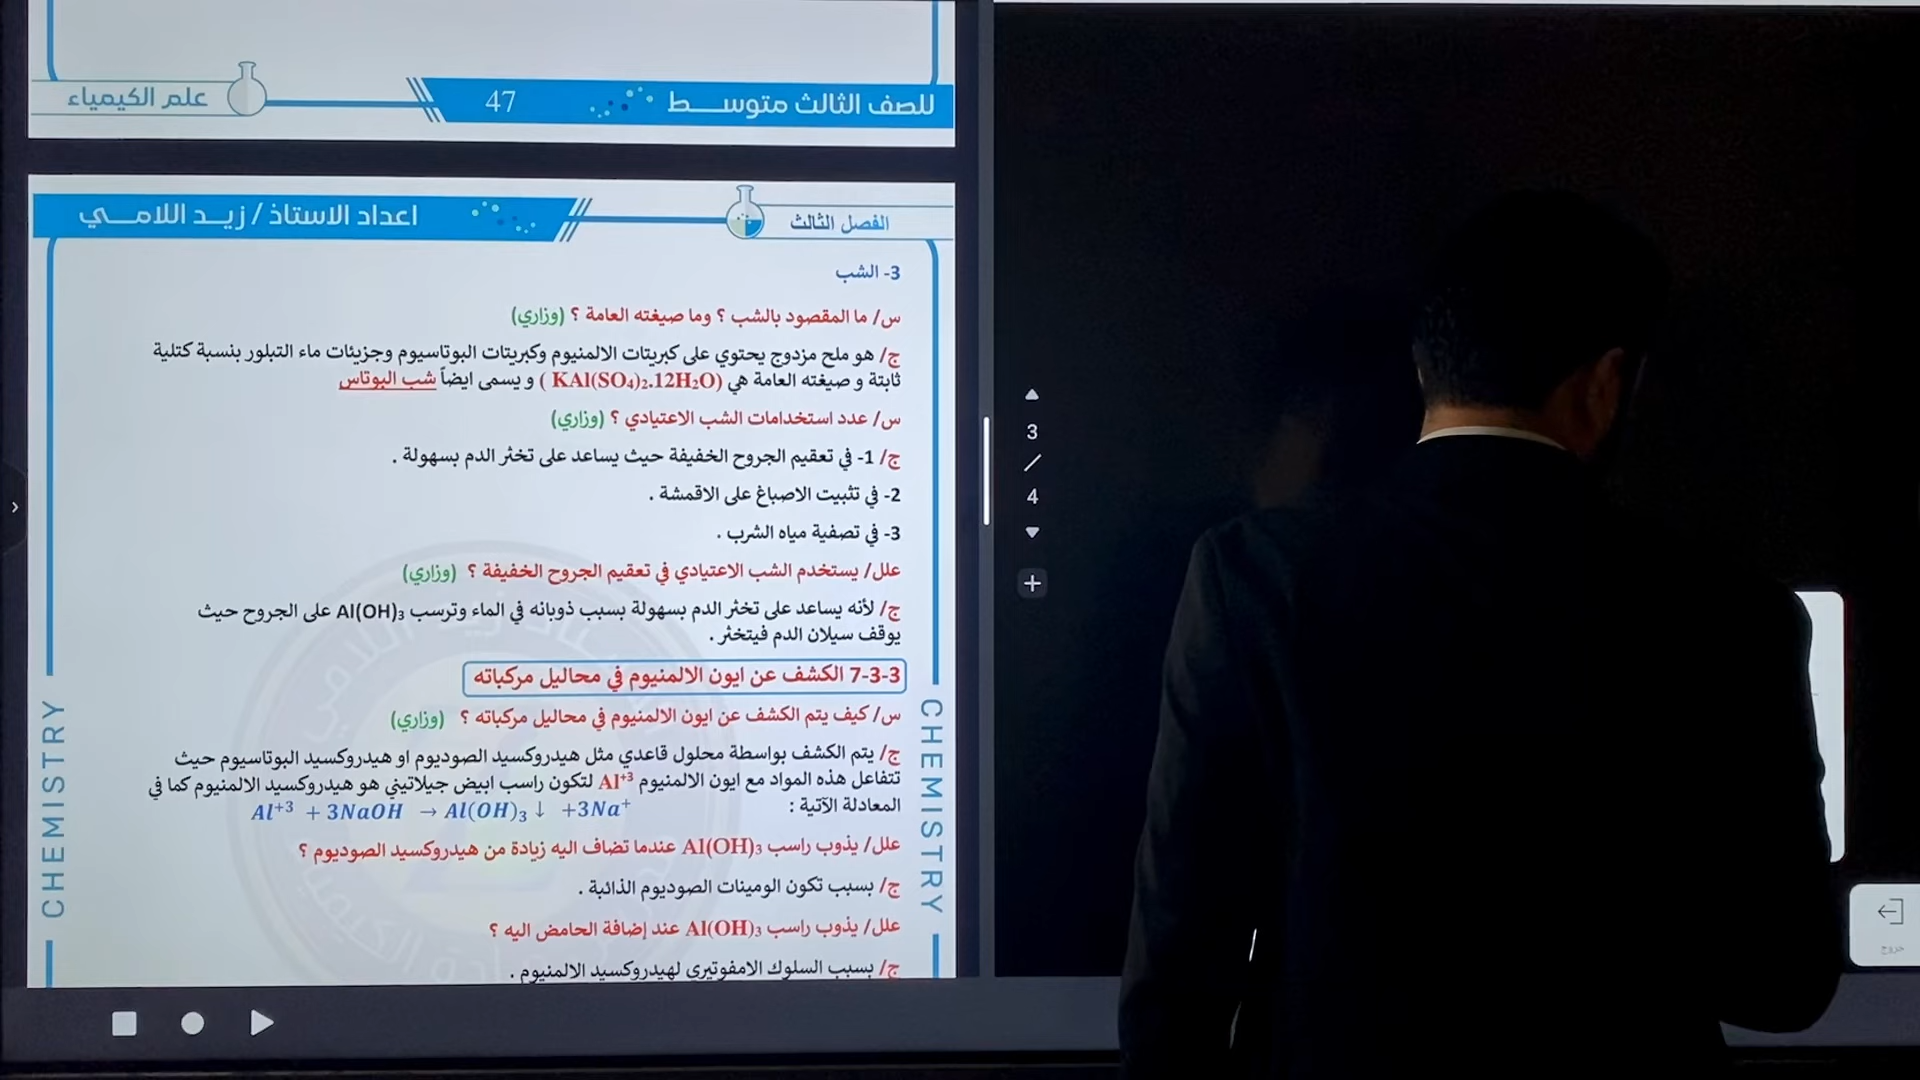 للصف الثالث متوســـط 47 علم الكيمياء
الفصل الثالث اعداد الاستاذ / زيــد اللامــي
3- الشب
س/ ما المقصود بالشب ؟ وما صيغته العامة ؟ (وزاري)
ج/ هو ملح مزدوج يحتوي على كبريتات الالمنيوم وكبريتات البوتاسيوم وجزيئات ماء التبلور بنسبة كتلية
ثابتة و صيغته العامة هي (KAl(SO₄)₂.12H₂O ) و يسمى ايضاً شب البوتاس
س/ عدد استخدامات الشب الاعتيادي ؟ (وزاري)
ج/ 1- في تعقيم الجروح الخفيفة حيث يساعد على تخثر الدم بسهولة .
2- في تثبيت الاصباغ على الاقمشة .
3- في تصفية مياه الشرب .
علل/ يستخدم الشب الاعتيادي في تعقيم الجروح الخفيفة ؟ (وزاري)
ج/ لأنه يساعد على تخثر الدم بسهولة بسبب ذوبانه في الماء وترسب Al(OH)₃ على الجروح حيث
يوقف سيلان الدم فيتخثر .
7-3-3 الكشف عن ايون الالمنيوم في محاليل مركباته
س/ كيف يتم الكشف عن ايون الالمنيوم في محاليل مركباته ؟ (وزاري)
ج/ يتم الكشف بواسطة محلول قاعدي مثل هيدروكسيد الصوديوم او هيدروكسيد البوتاسيوم حيث
تتفاعل هذه المواد مع ايون الالمنيوم Al⁺³ لتكون راسب ابيض جيلاتيني هو هيدروكسيد الالمنيوم كما في
المعادلة الآتية : Al⁺³ + 3NaOH → Al(OH)₃ ↓ +3Na⁺
علل/ يذوب راسب Al(OH)₃ عندما تضاف اليه زيادة من هيدروكسيد الصوديوم ؟
ج/ بسبب تكون الومينات الصوديوم الذائبة .
علل/ يذوب راسب Al(OH)₃ عند إضافة الحامض اليه ؟
ج/ بسبب السلوك الامفوتيري لهيدروكسيد الالمنيوم .
CHEMISTRY
CHEMISTRY
3
/
4
خروج